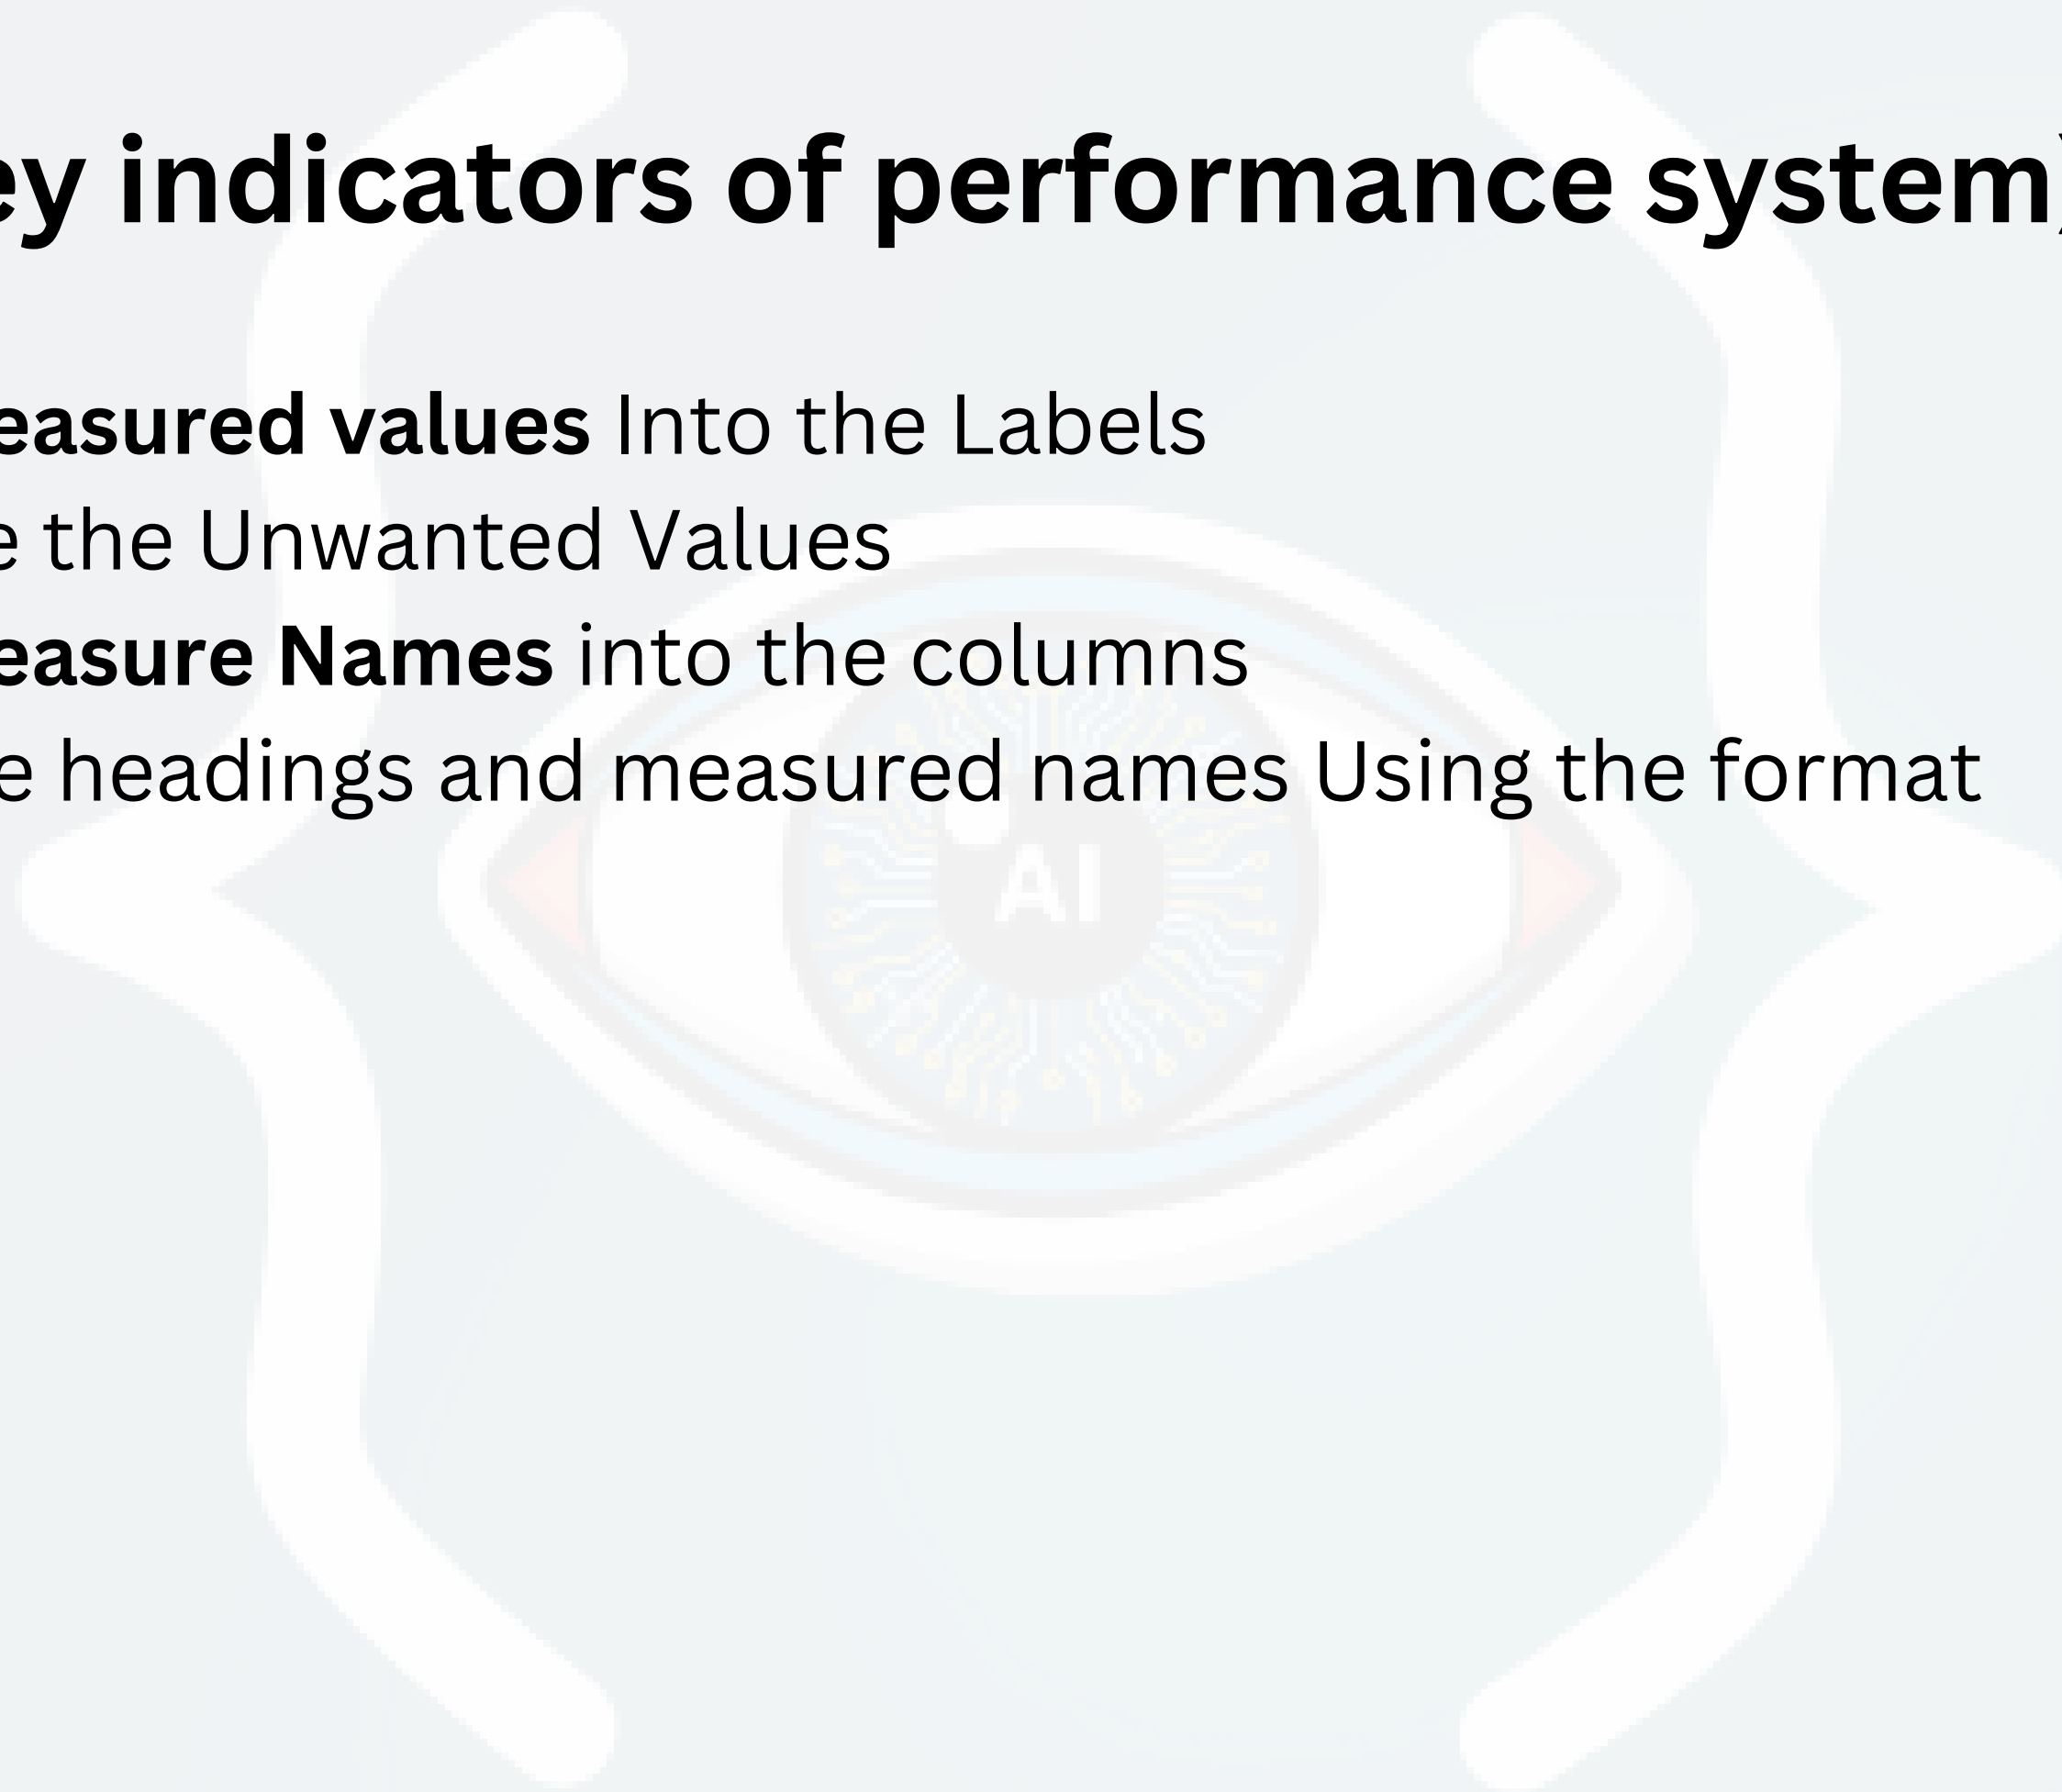 ey indicators of performance system)
easured values Into the Labels
e the Unwanted Values
easure Names into the columns
e headings and measured names Using the format
AI